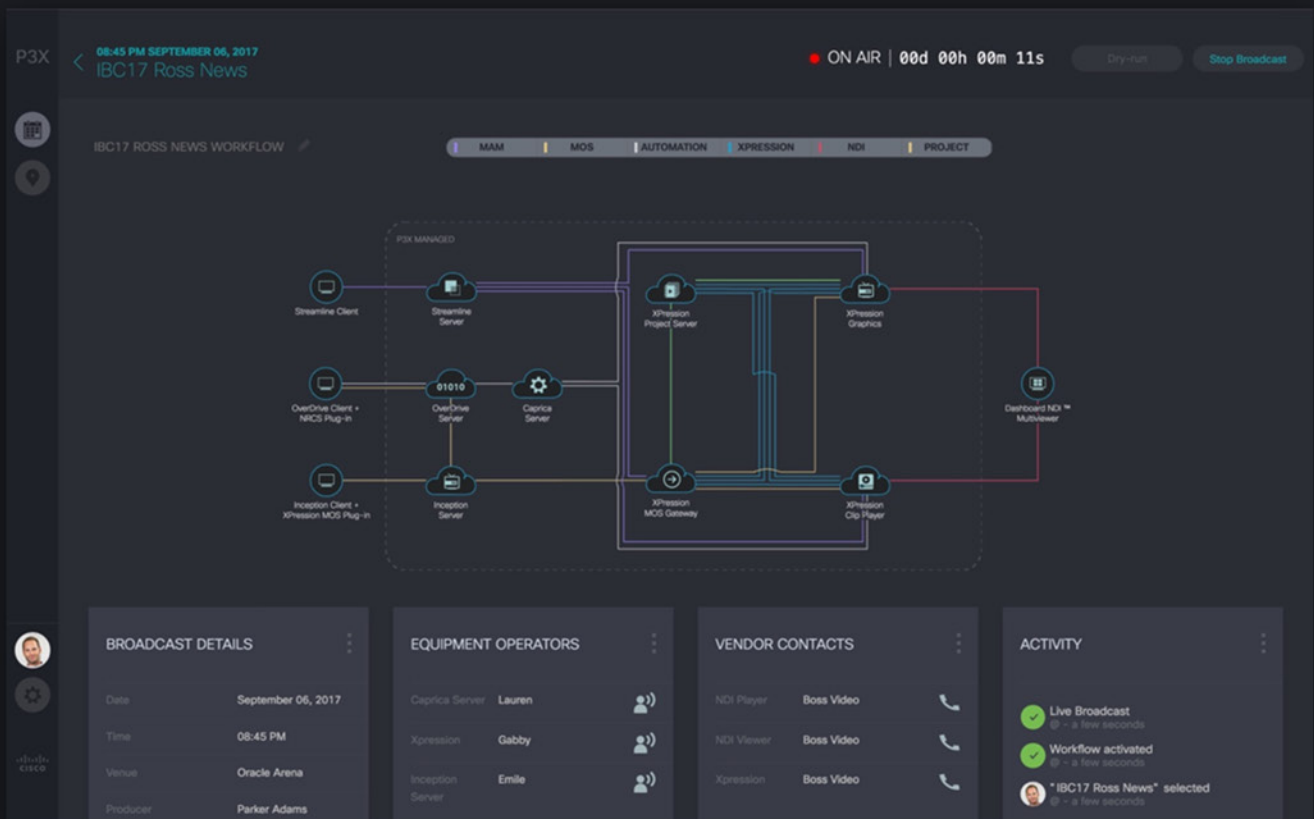 P3X
08:45 PM SEPTEMBER 06, 2017
IBC17 Ross News
ON AIR | 00d 00h 00m 11s
Dry-run
Stop Broadcast
IBC17 ROSS NEWS WORKFLOW
MAM
MOS
AUTOMATION
XPRESSION
NDI
PROJECT
P3X MANAGED
Streamline Client
Streamline
Server
XPression
Project Server
XPression
Graphics
OverDrive Client +
NRCS Plug-in
01010
OverDrive
Server
Caprica
Server
Dashboard NDI ™
Multiviewer
Inception Client +
XPression MOS Plug-in
Inception
Server
XPression
MOS Gateway
XPression
Clip Player
BROADCAST DETAILS
Date September 06, 2017
Time 08:45 PM
Venue Oracle Arena
Producer Parker Adams
EQUIPMENT OPERATORS
Caprica Server Lauren
Xpression Gabby
Inception Emile
Server
VENDOR CONTACTS
NDI Player Boss Video
NDI Viewer Boss Video
Xpression Boss Video
ACTIVITY
Live Broadcast
@ - a few seconds
Workflow activated
@ - a few seconds
"IBC17 Ross News" selected
@ - a few seconds
CISCO